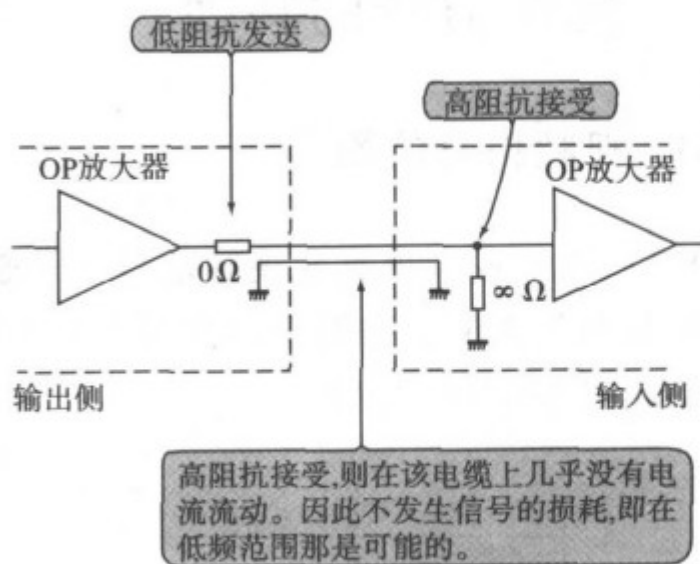 低阻抗发送
高阻抗接受
OP放大器
OP放大器
0Ω
∞ Ω
输出侧
输入侧
高阻抗接受,则在该电缆上几乎没有电
流流动。因此不发生信号的损耗,即在
低频范围那是可能的。